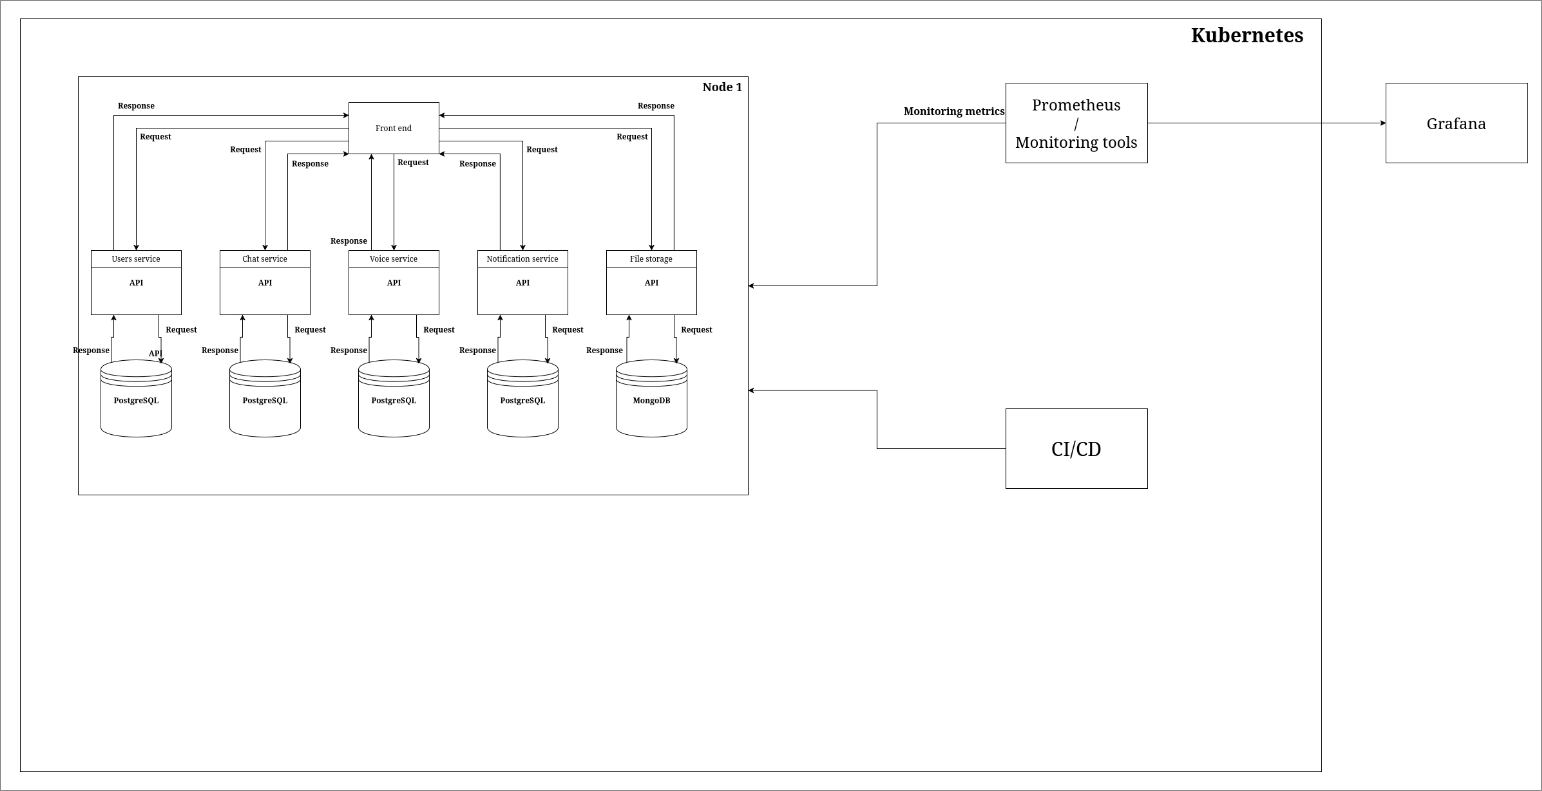 Kubernetes
Node 1
Response
Response
Front end
Request
Request
Request
Request
Response
Request
Response
Response
Users service
Chat service
Voice service
Notification service
File storage
API
API
API
API
API
Request
Request
Request
Request
Request
Response
API
Response
Response
Response
Response
PostgreSQL
PostgreSQL
PostgreSQL
PostgreSQL
MongoDB
Monitoring metrics
Prometheus
/
Monitoring tools
Grafana
CI/CD